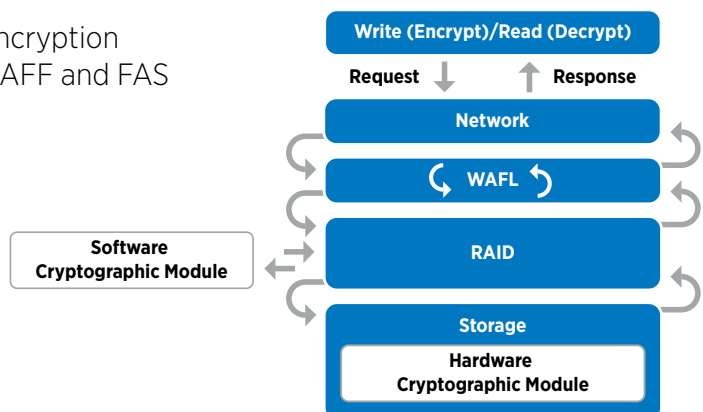 ncryption
AFF and FAS
Write (Encrypt)/Read (Decrypt)
Request
Response
Network
WAFL
Software
Cryptographic Module
RAID
Storage
Hardware
Cryptographic Module